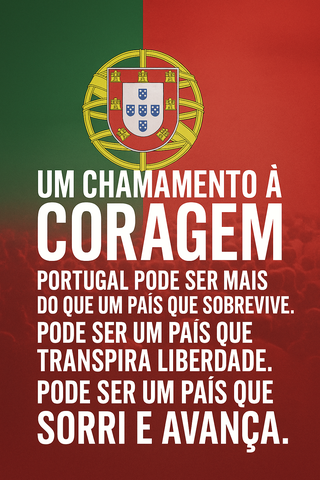 UM CHAMAMENTO À
CORAGEM
PORTUGAL PODE SER MAIS
DO QUE UM PAÍS QUE SOBREVIVE.
PODE SER UM PAÍS QUE
TRANSPIRA LIBERDADE.
PODE SER UM PAÍS QUE
SORRI E AVANÇA.